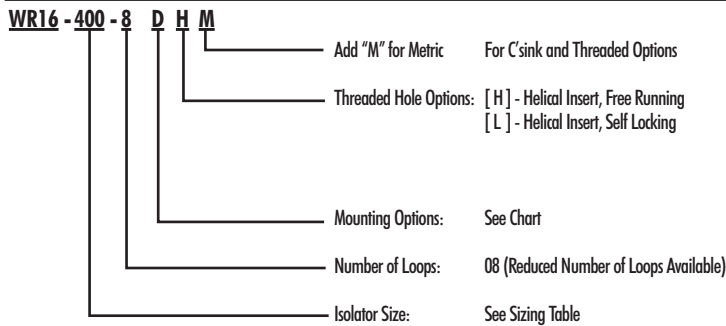 WR16 - 400 - 8 D H M
Add “M” for Metric For C’sink and Threaded Options
Threaded Hole Options: [ H ] - Helical Insert, Free Running
[ L ] - Helical Insert, Self Locking
Mounting Options: See Chart
Number of Loops: 08 (Reduced Number of Loops Available)
Isolator Size: See Sizing Table